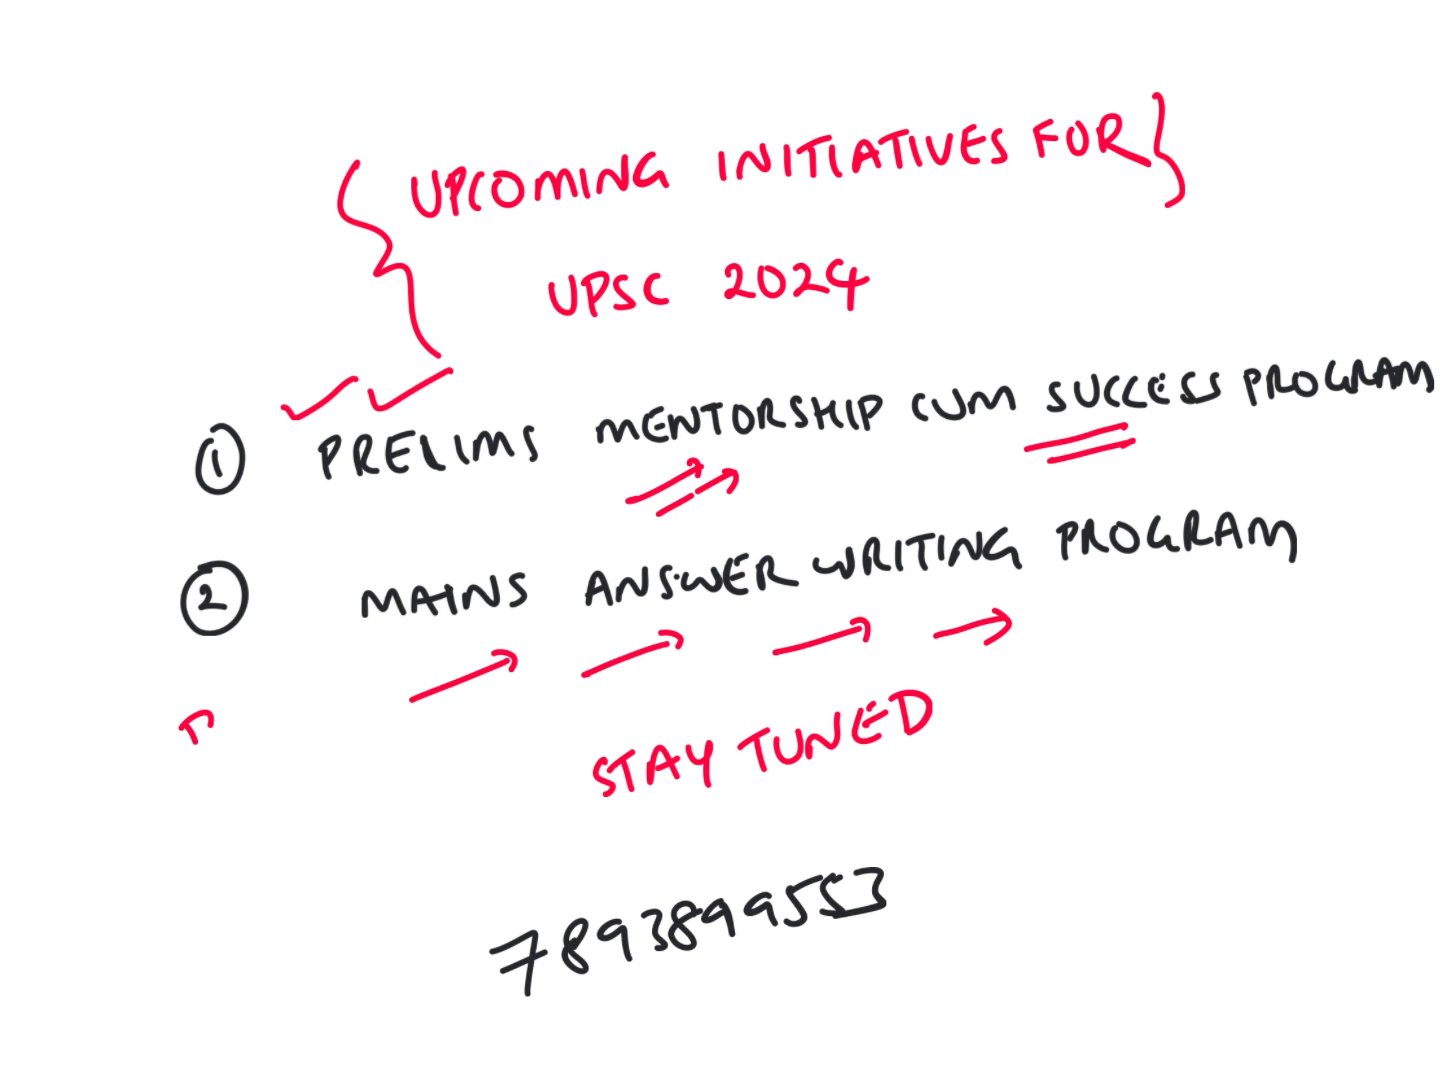 UPCOMING INITIATIVES FOR
UPSC 2024
① PRELIMS MENTORSHIP CUM SUCCESS PROGRAM
② MAINS ANSWER WRITING PROGRAM
STAY TUNED
7893899553